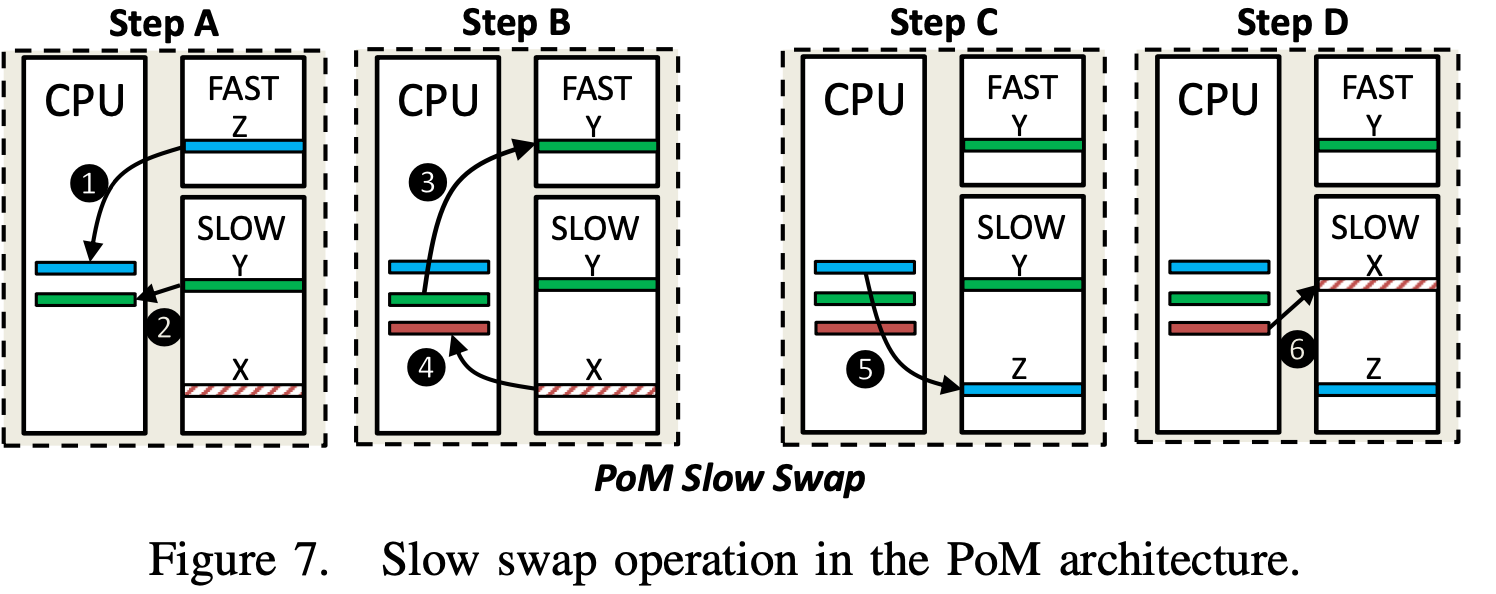 Step A
CPU
FAST
Z
1
SLOW
Y
2
X
Step B
CPU
FAST
Y
3
SLOW
Y
4
X
Step C
CPU
FAST
Y
SLOW
Y
5
Z
Step D
CPU
FAST
Y
SLOW
X
6
Z
PoM Slow Swap
Figure 7. Slow swap operation in the PoM architecture.